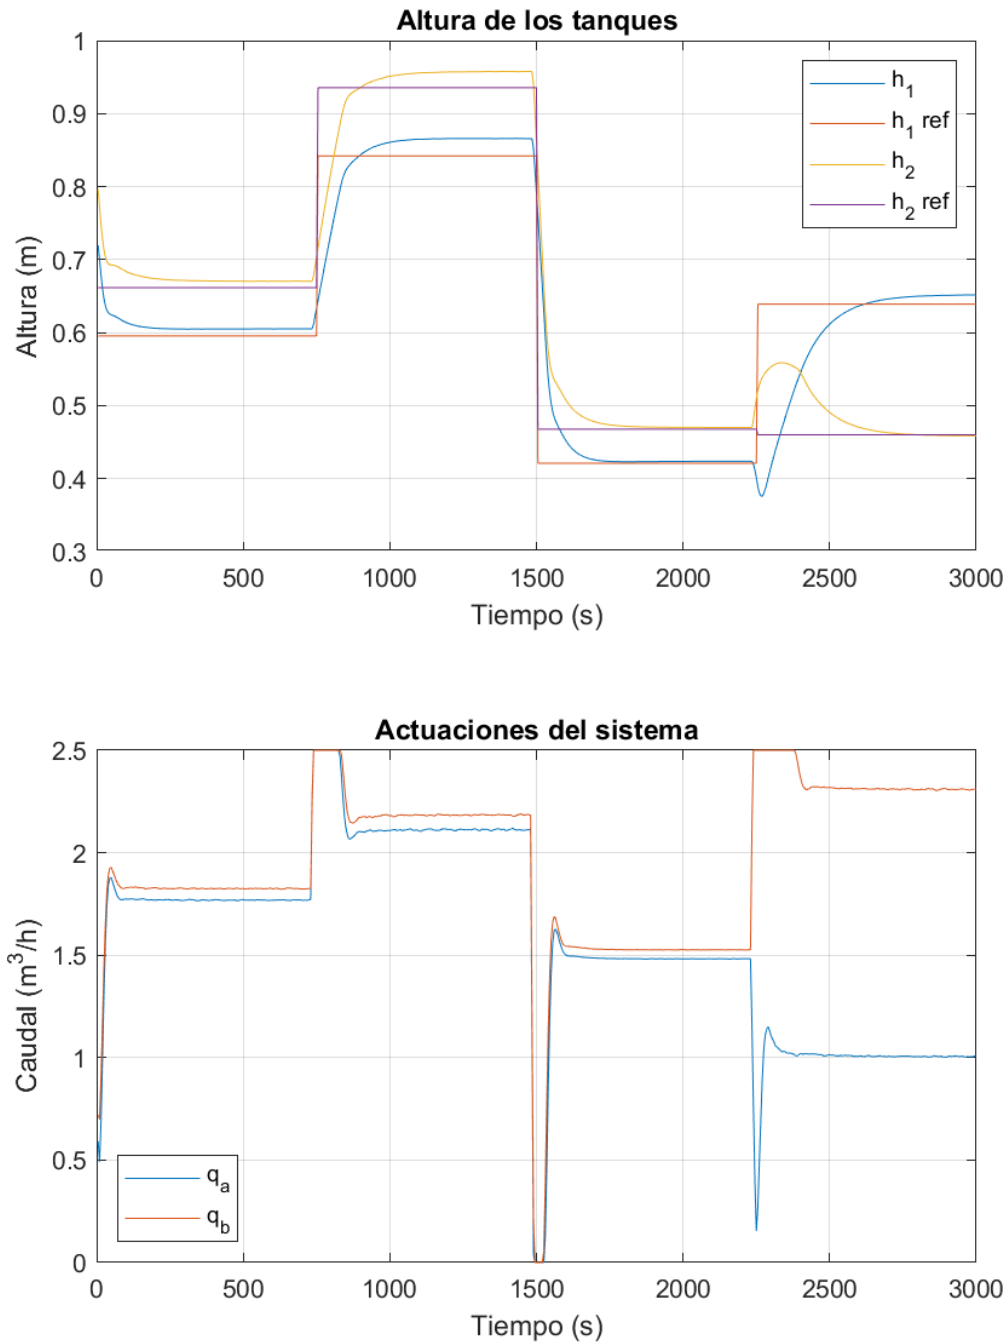 Altura de los tanques
1
0.9
0.8
0.7
0.6
0.5
0.4
0.3
Altura (m)
h1
h1 ref
h2
h2 ref
0 500 1000 1500 2000 2500 3000
Tiempo (s)
Actuaciones del sistema
2.5
2
1.5
1
0.5
0
Caudal (m³/h)
qa
qb
0 500 1000 1500 2000 2500 3000
Tiempo (s)